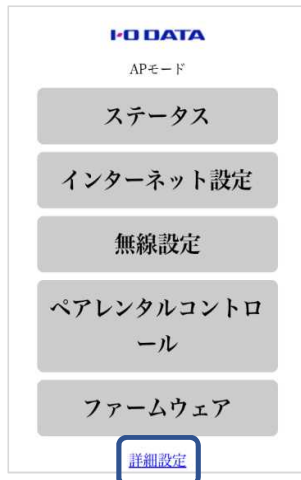 I-O DATA
APモード
ステータス
インターネット設定
無線設定
ペアレンタルコントロ
ール
ファームウェア
詳細設定